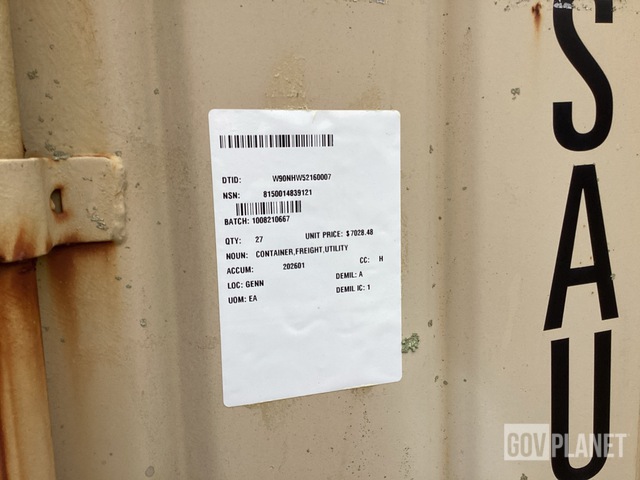 DTID: W90NHW52160007
NSN: 8150014839121
BATCH: 1008210667
QTY: 27 UNIT PRICE: $7028.48
NOUN: CONTAINER,FREIGHT,UTILITY
ACCUM: 202601 CC: H
LOC: GENN DEMIL: A
UOM: EA DEMIL IC: 1
SAU
GOVPLANET